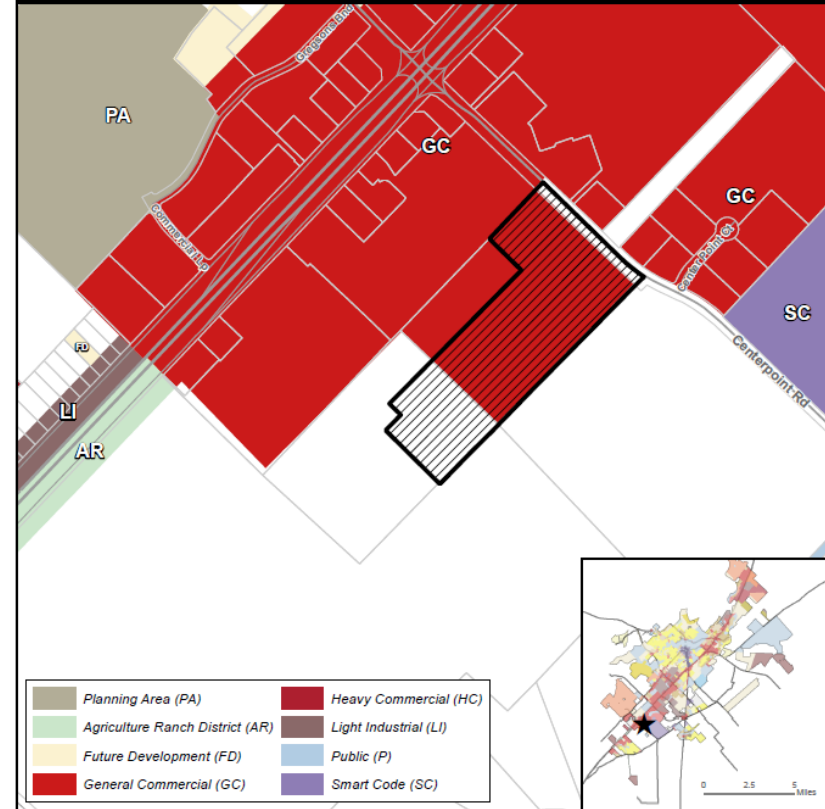 Gregsons Bnd
PA
GC
GC
Commercial Lp
Center Point Ct
SC
FD
Centerpoint Rd
LI
AR
Planning Area (PA)
Agriculture Ranch District (AR)
Future Development (FD)
General Commercial (GC)
Heavy Commercial (HC)
Light Industrial (LI)
Public (P)
Smart Code (SC)
0 2.5 5
Miles